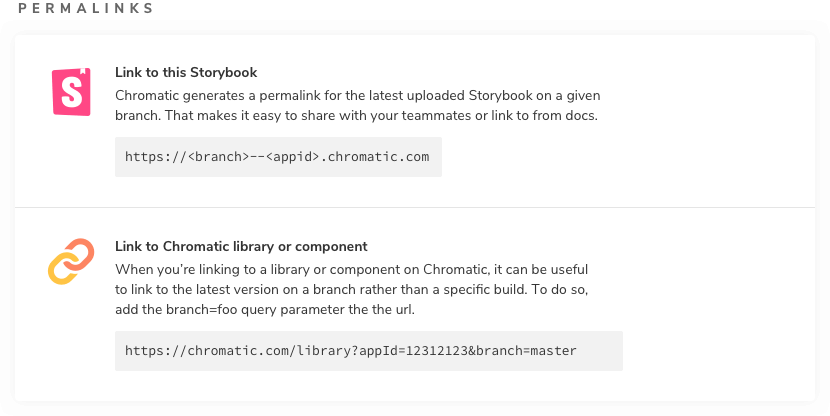 PERMALINKS
Link to this Storybook
Chromatic generates a permalink for the latest uploaded Storybook on a given
branch. That makes it easy to share with your teammates or link to from docs.
https://<branch>--<appid>.chromatic.com
Link to Chromatic library or component
When you’re linking to a library or component on Chromatic, it can be useful
to link to the latest version on a branch rather than a specific build. To do so,
add the branch=foo query parameter the the url.
https://chromatic.com/library?appId=12312123&branch=master